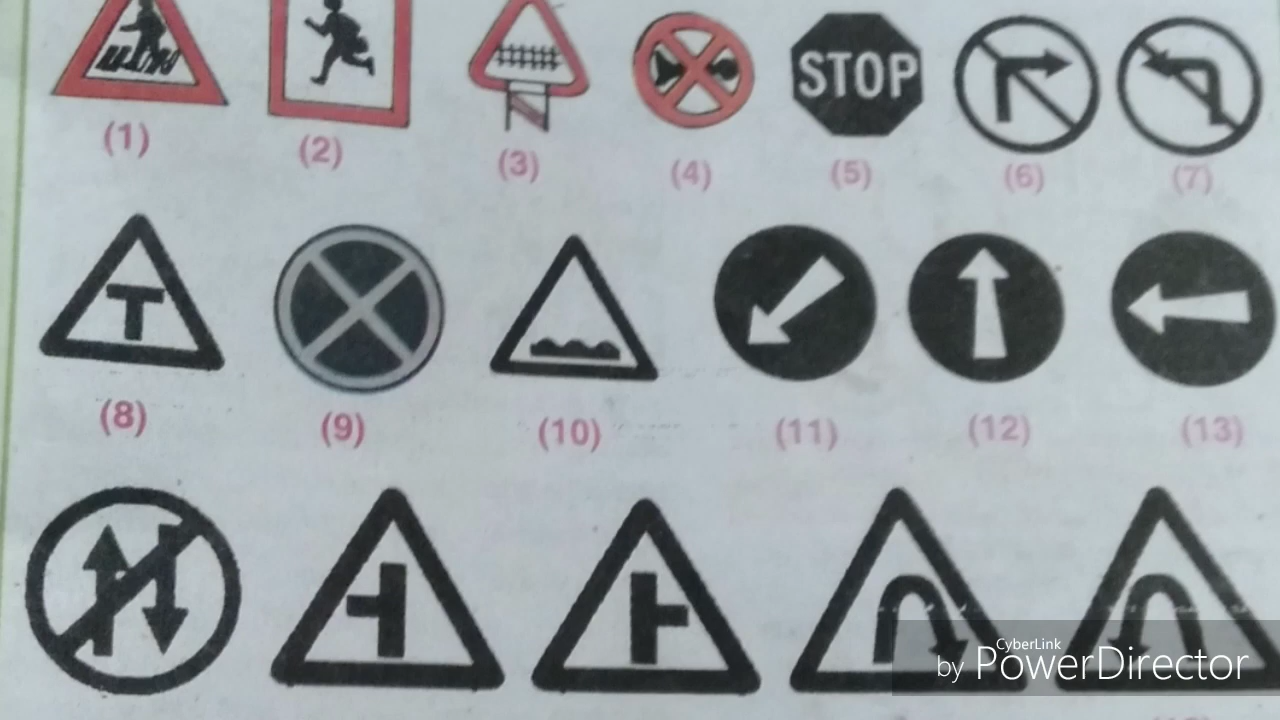 STOP
(1) (2) (3) (4) (5) (6) (7)
T
(8) (9) (10) (11) (12) (13)
CyberLink
by PowerDirector